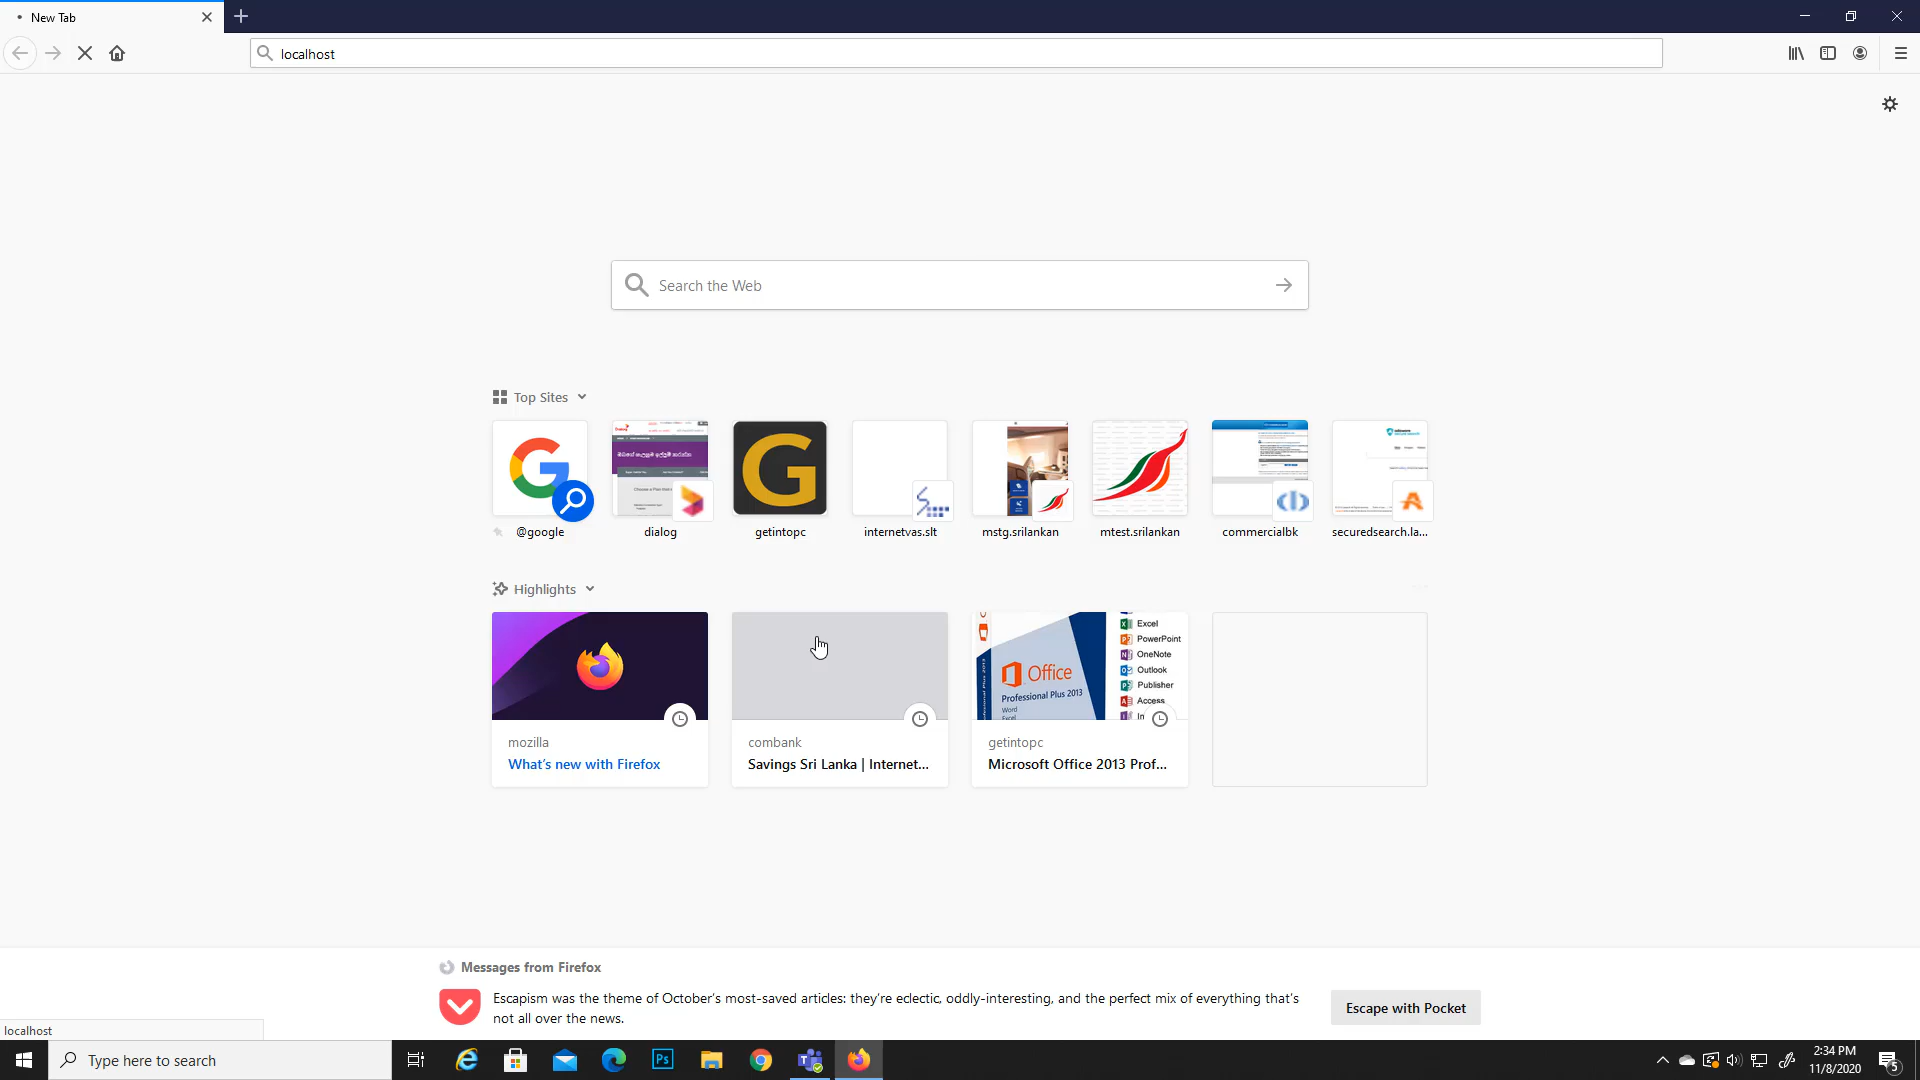 New Tab
localhost
Search the Web
Top Sites
@google
dialog
getintopc
internetvas.slt
mstg.srilankan
mtest.srilankan
commercialbk
securedsearch.la...
Highlights
Office
Professional Plus 2013
Word
Excel
Excel
PowerPoint
OneNote
Outlook
Publisher
Access
mozilla
What's new with Firefox
combank
Savings Sri Lanka | Internet...
getintopc
Microsoft Office 2013 Prof...
Messages from Firefox
Escapism was the theme of October's most-saved articles: they're eclectic, oddly-interesting, and the perfect mix of everything that's
not all over the news.
Escape with Pocket
localhost
Type here to search
Ps
2:34 PM
11/8/2020
5